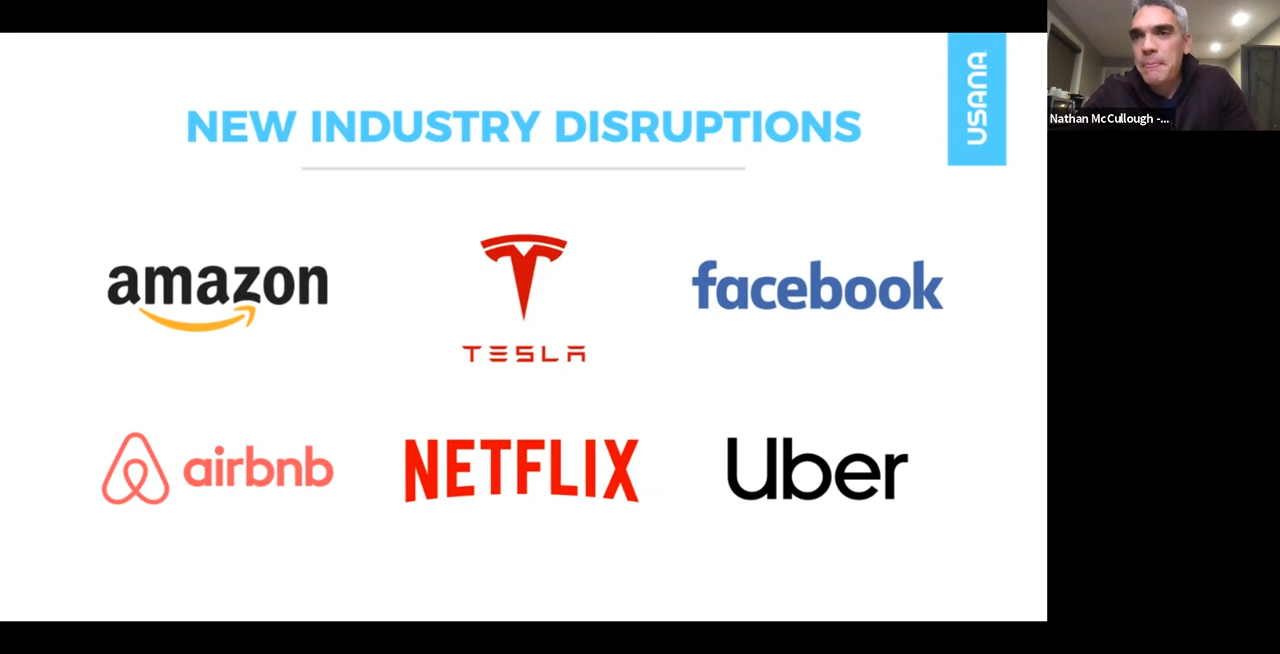 NEW INDUSTRY DISRUPTIONS
USANA
Nathan McCullough -...
amazon
TESLA
facebook
airbnb
NETFLIX
Uber